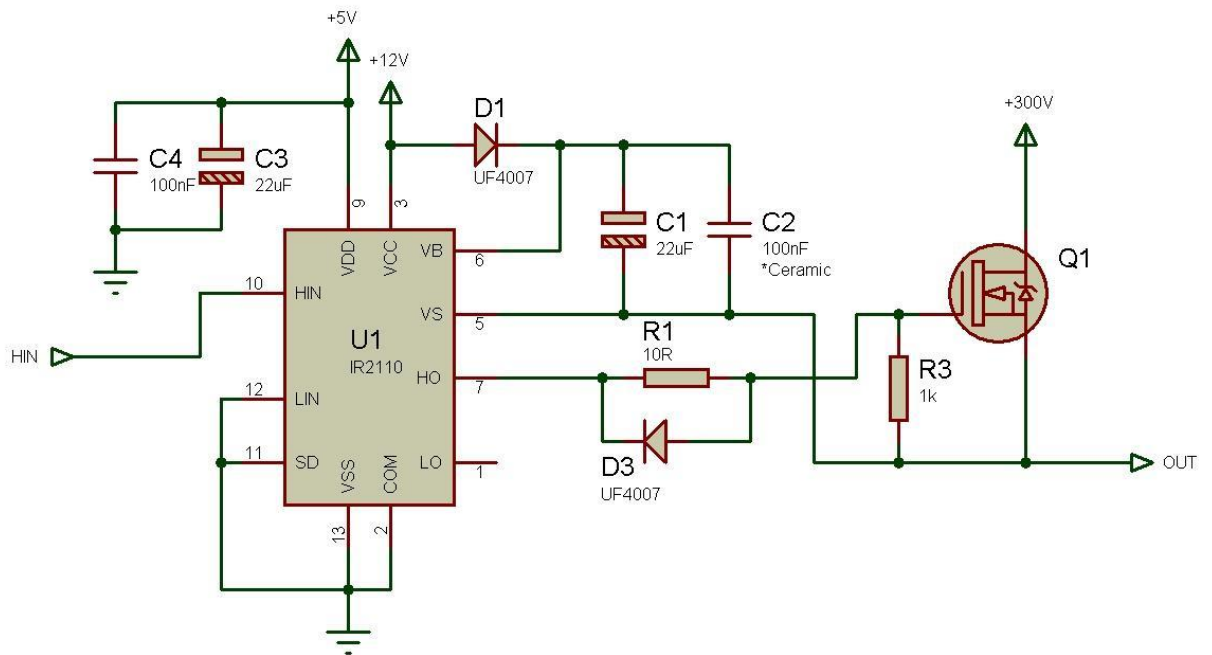 +5V
+12V
+300V
D1
UF4007
C4
100nF
C3
22uF
9
3
VDD
VCC
VB
6
C1
22uF
C2
100nF
*Ceramic
Q1
10
HIN
VS
5
HIN
U1
IR2110
R1
10R
HO
7
R3
1k
12
LIN
11
SD
VSS
COM
LO
1
D3
UF4007
OUT
13
2